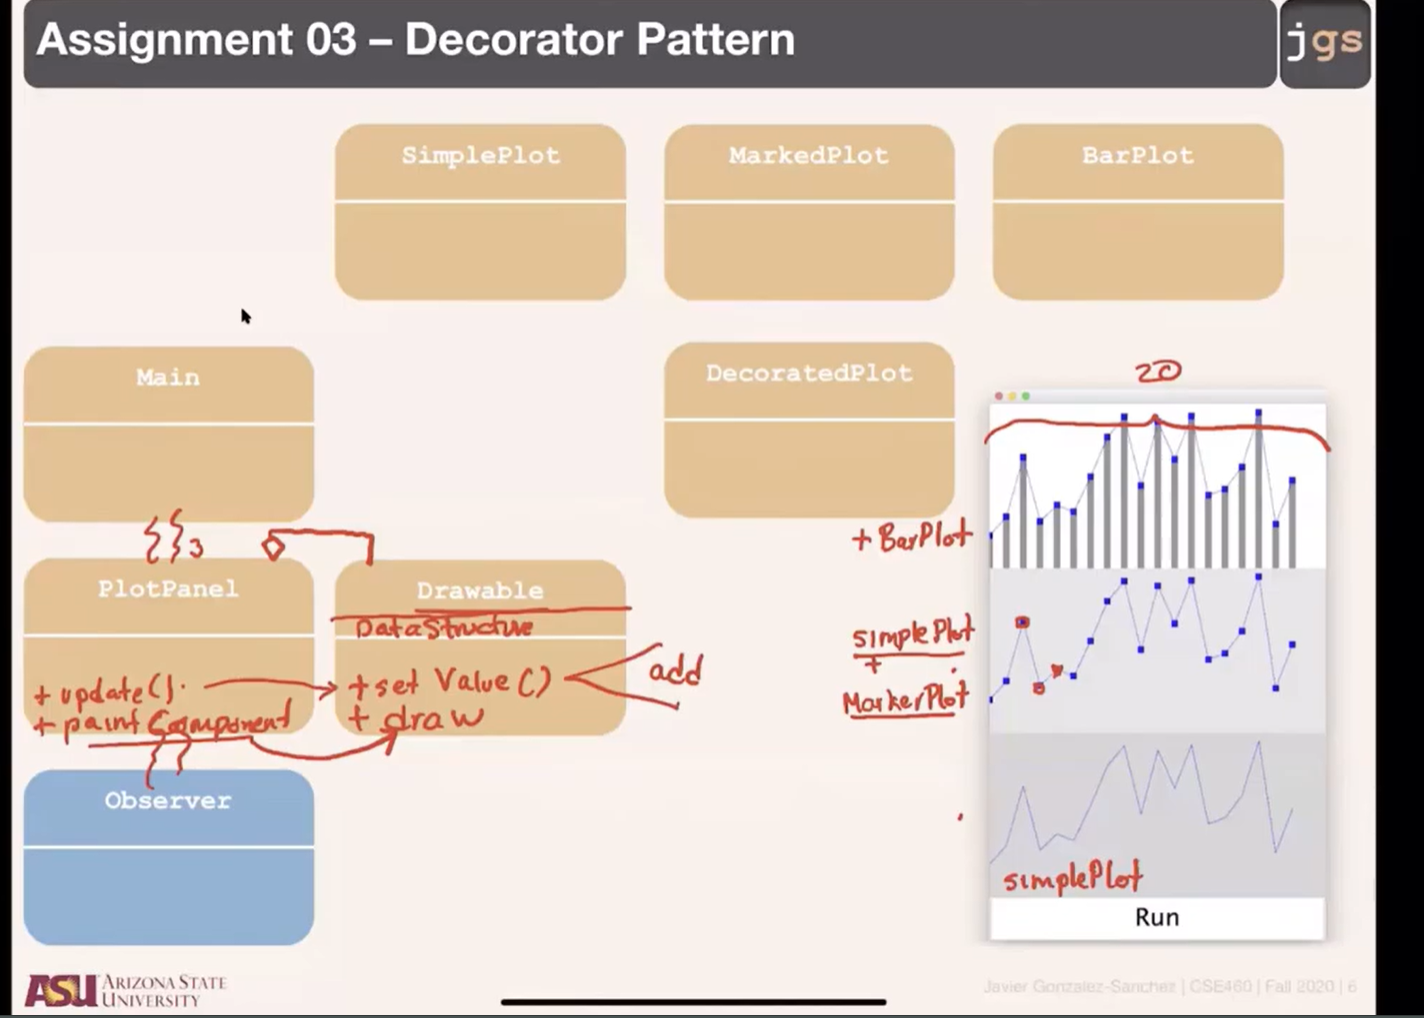 Assignment 03 – Decorator Pattern
jgs
SimplePlot
MarkedPlot
BarPlot
Main
DecoratedPlot
20
+ BarPlot
}}3
PlotPanel
Drawable
DataStructure
+ update().
+ paintComponent
+ set Value()
+ draw
add
simplePlot
+
MarkerPlot
Observer
simplePlot
Run
ASU ARIZONA STATE
UNIVERSITY
Javier Gonzalez-Sanchez | CSE460 | Fall 2020 | 6